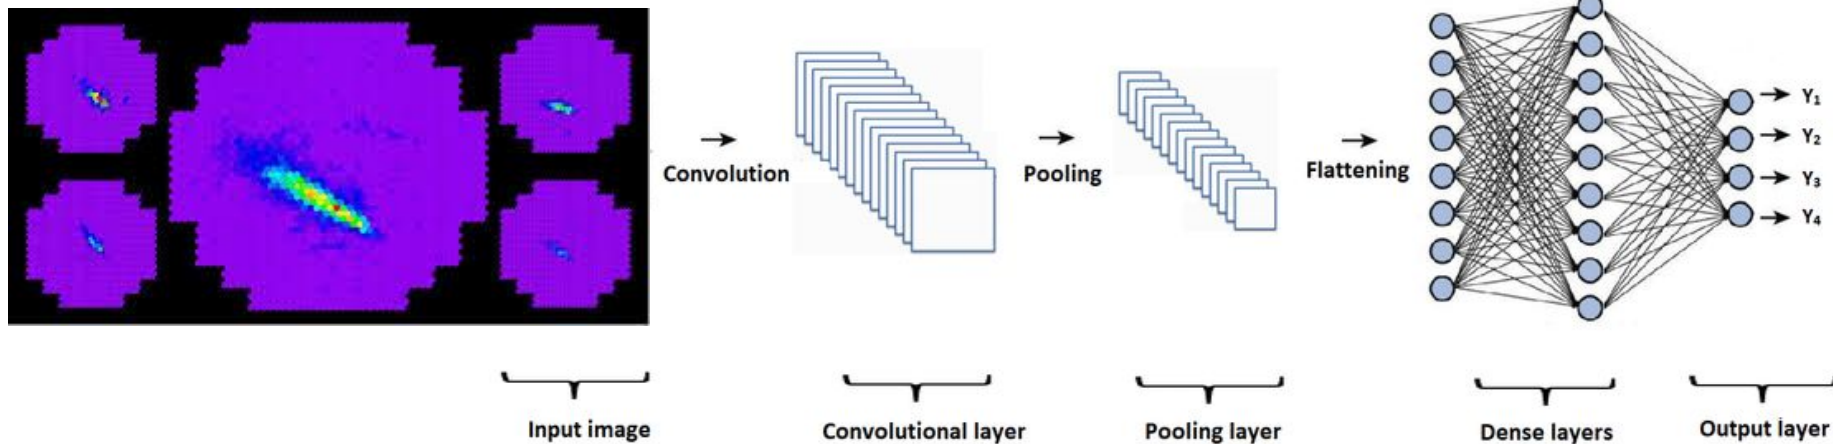 Convolution
Pooling
Flattening
Y1
Y2
Y3
Y4
Input image
Convolutional layer
Pooling layer
Dense layers
Output layer